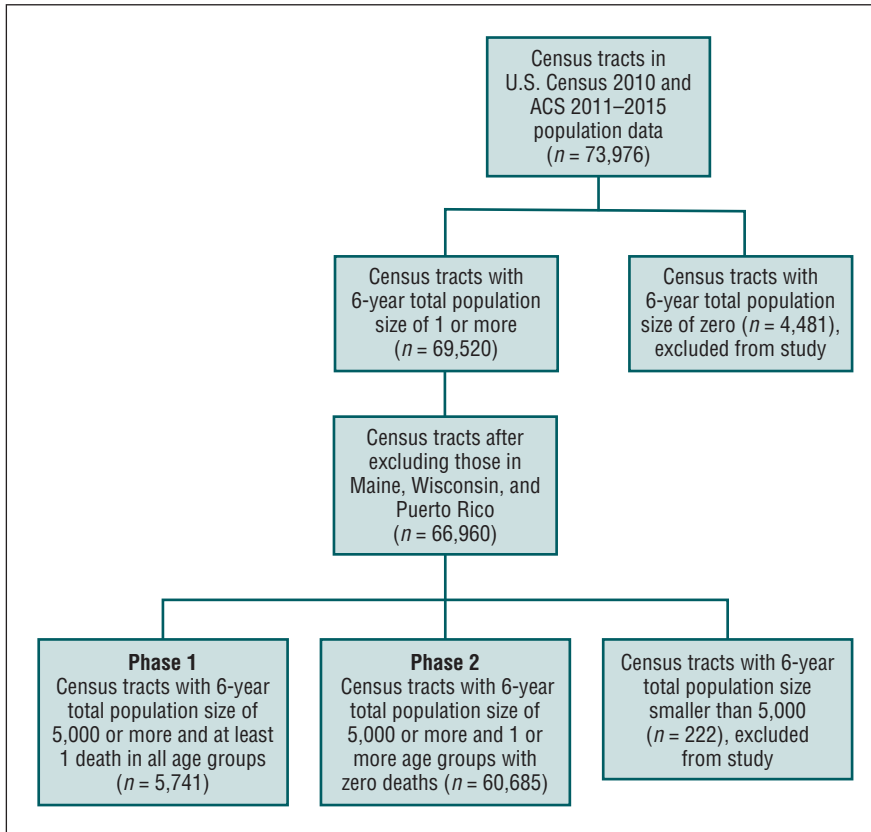 Census tracts in
U.S. Census 2010 and
ACS 2011–2015
population data
(n = 73,976)
Census tracts with
6-year total population
size of 1 or more
(n = 69,520)
Census tracts with
6-year total population
size of zero (n = 4,481),
excluded from study
Census tracts after
excluding those in
Maine, Wisconsin, and
Puerto Rico
(n = 66,960)
Phase 1
Census tracts with 6-year
total population size of
5,000 or more and at least
1 death in all age groups
(n = 5,741)
Phase 2
Census tracts with 6-year
total population size of
5,000 or more and 1 or
more age groups with
zero deaths (n = 60,685)
Census tracts with 6-year
total population size
smaller than 5,000
(n = 222), excluded
from study